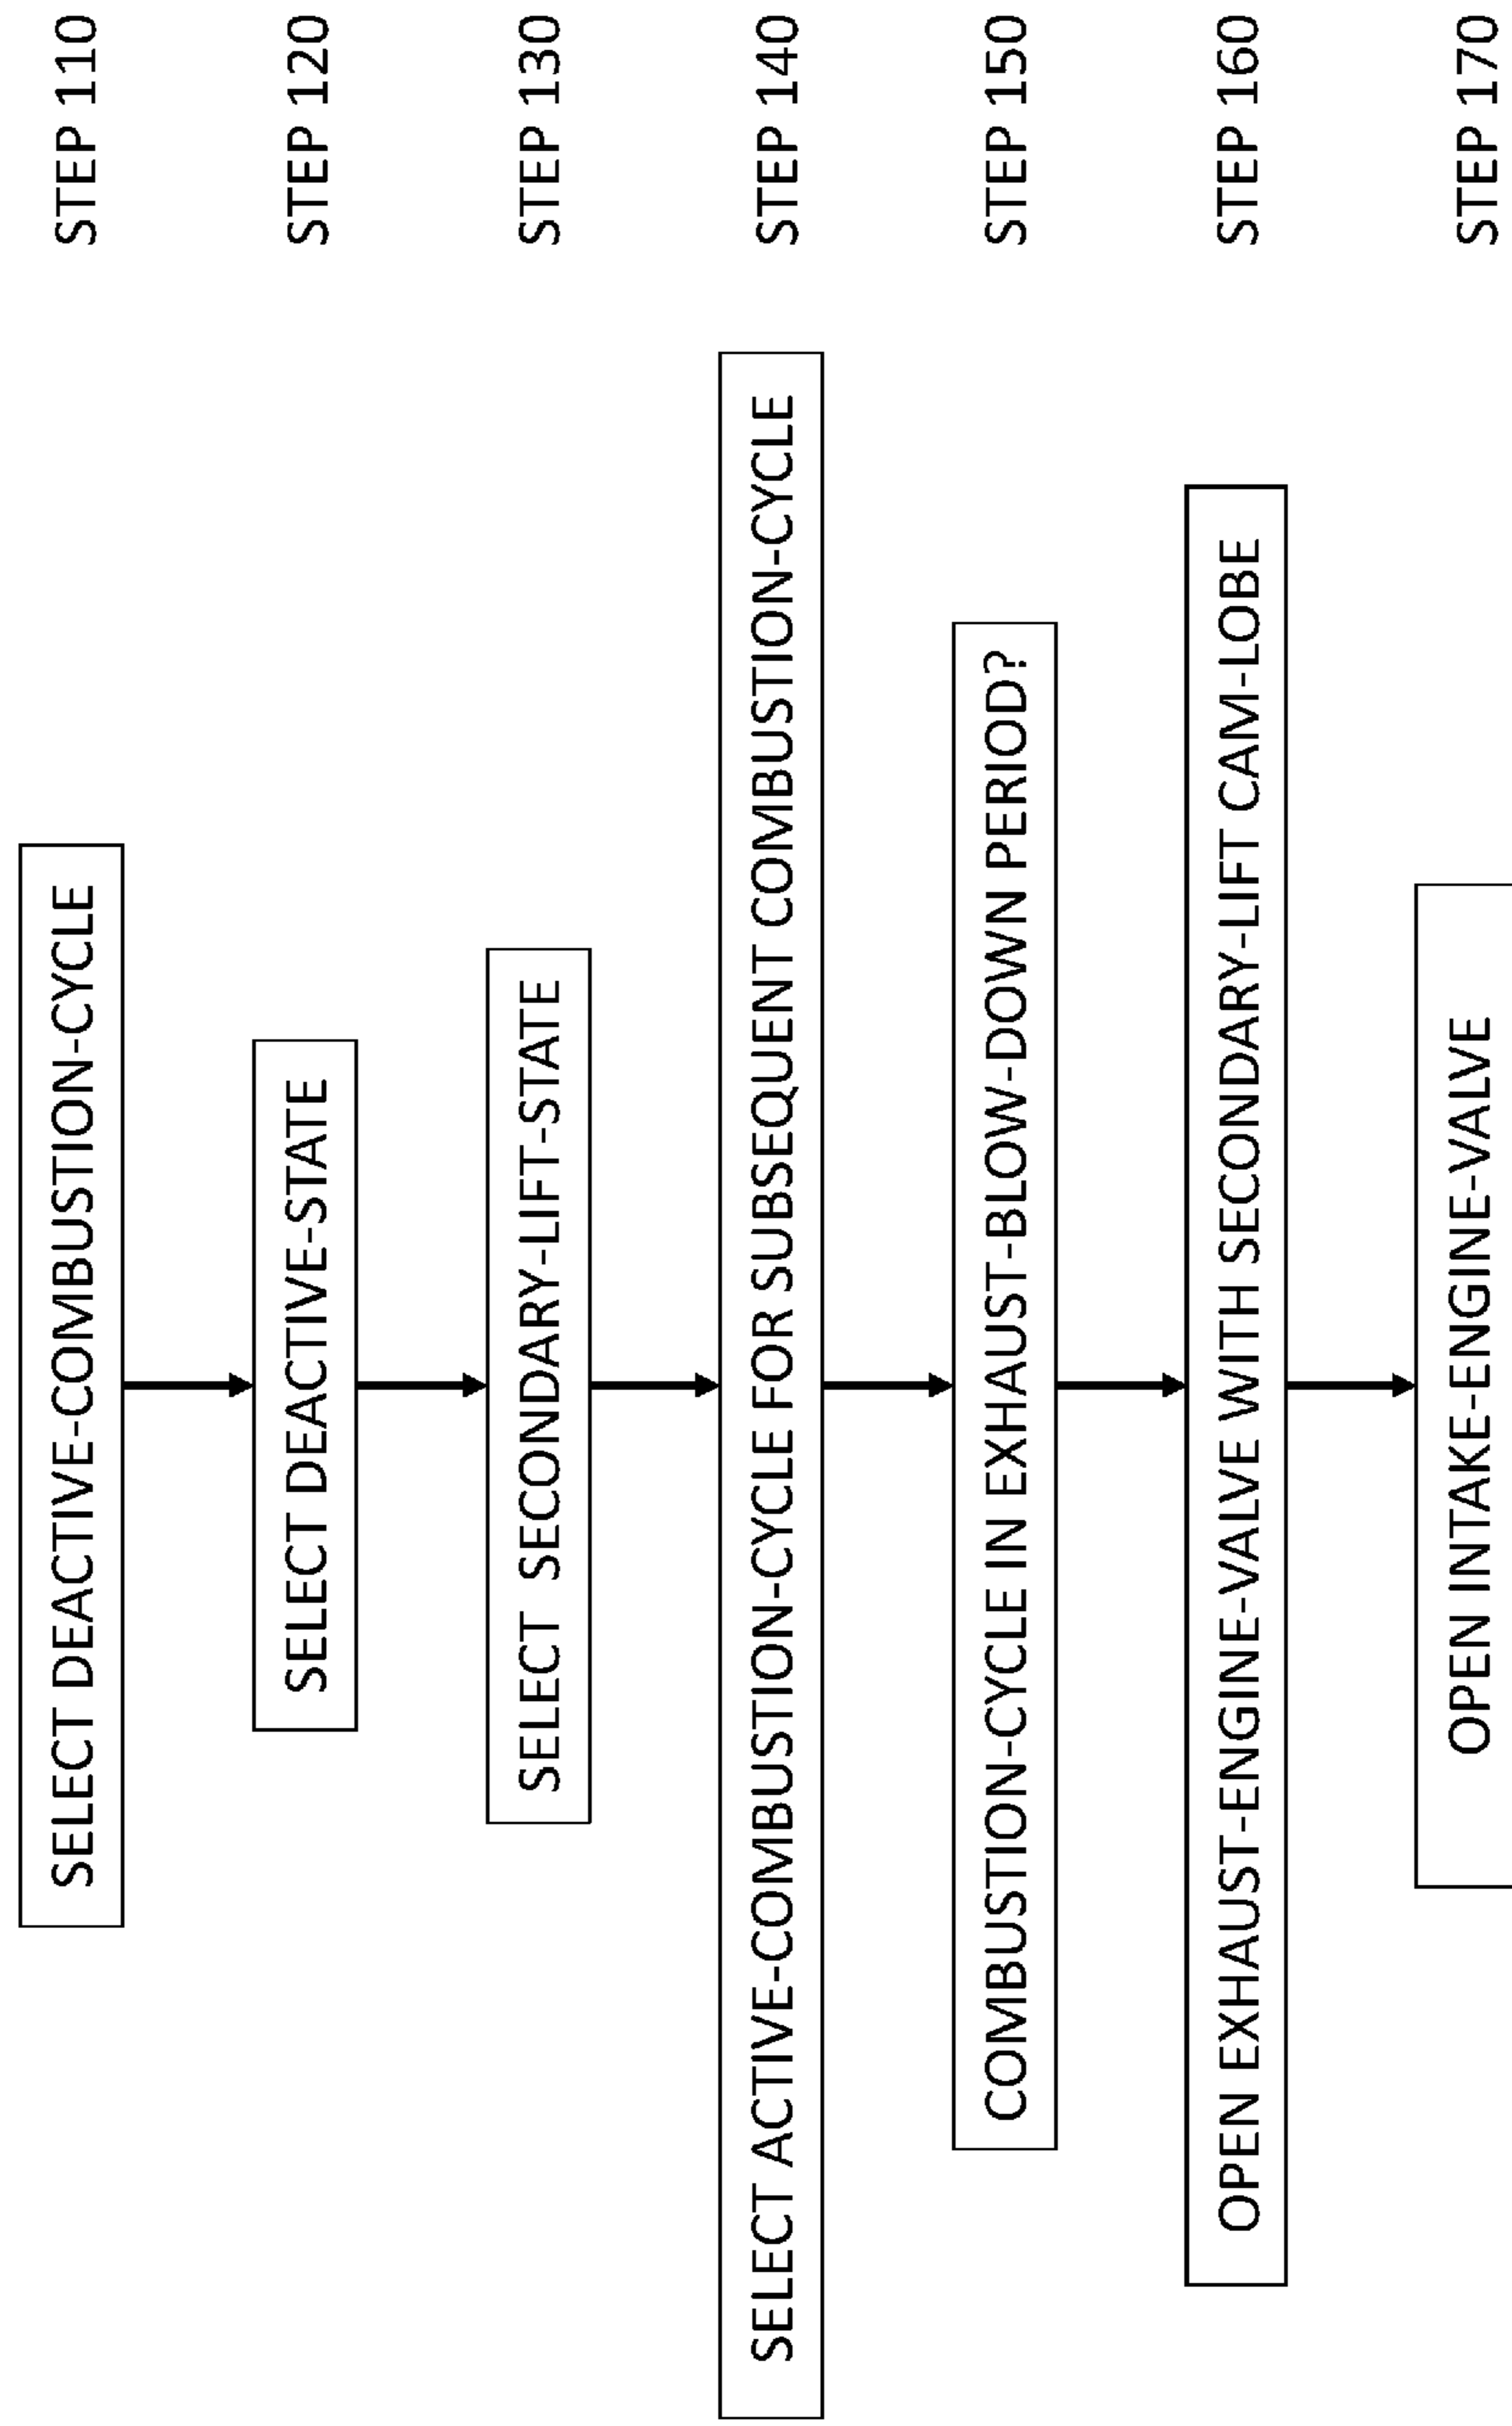 SELECT DEACTIVE-COMBUSTION-CYCLE
STEP 110
SELECT DEACTIVE-STATE
STEP 120
SELECT SECONDARY-LIFT-STATE
STEP 130
SELECT ACTIVE-COMBUSTION-CYCLE FOR SUBSEQUENT COMBUSTION-CYCLE
STEP 140
COMBUSTION-CYCLE IN EXHAUST-BLOW-DOWN PERIOD?
STEP 150
OPEN EXHAUST-ENGINE-VALVE WITH SECONDARY-LIFT CAM-LOBE
STEP 160
OPEN INTAKE-ENGINE-VALVE
STEP 170